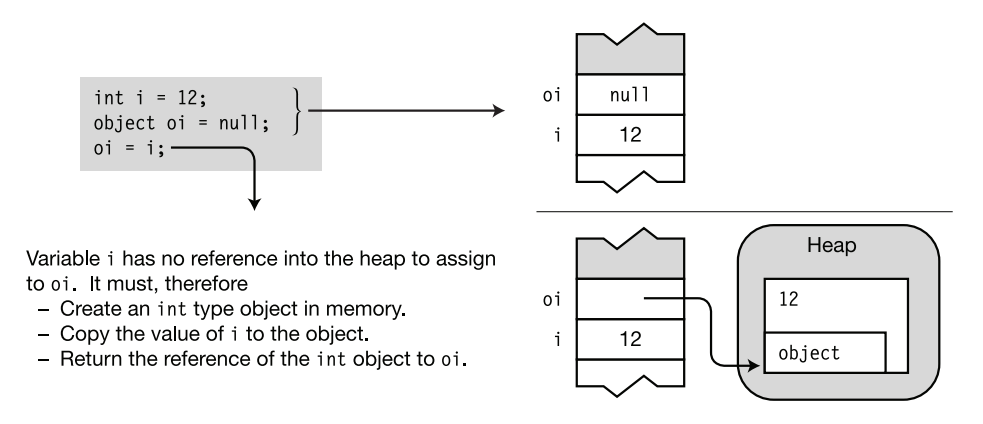 int i = 12;
object oi = null;
oi = i;
Variable i has no reference into the heap to assign
to oi. It must, therefore
– Create an int type object in memory.
– Copy the value of i to the object.
– Return the reference of the int object to oi.
oi null
i 12
Heap
oi
i 12
12
object